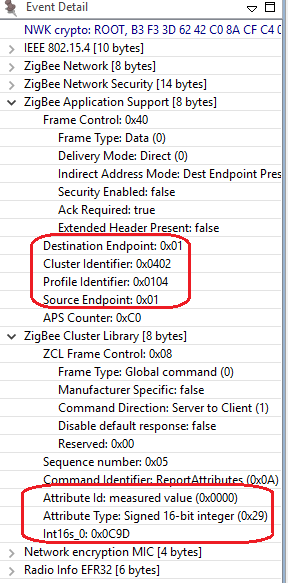 Event Detail
NWK crypto: ROOT, B3 F3 3D 62 42 C0 8A CF C4 0
IEEE 802.15.4 [10 bytes]
ZigBee Network [8 bytes]
ZigBee Network Security [14 bytes]
ZigBee Application Support [8 bytes]
Frame Control: 0x40
Frame Type: Data (0)
Delivery Mode: Direct (0)
Indirect Address Mode: Dest Endpoint Pres
Security Enabled: false
Ack Required: true
Extended Header Present: false
Destination Endpoint: 0x01
Cluster Identifier: 0x0402
Profile Identifier: 0x0104
Source Endpoint: 0x01
APS Counter: 0xC0
ZigBee Cluster Library [8 bytes]
ZCL Frame Control: 0x08
Frame Type: Global command (0)
Manufacturer Specific: false
Command Direction: Server to Client (1)
Disable default response: false
Reserved: 0x00
Sequence number: 0x05
Command Identifier: ReportAttributes (0x0A)
Attribute Id: measured value (0x0000)
Attribute Type: Signed 16-bit integer (0x29)
Int16s_0: 0x0C9D
Network encryption MIC [4 bytes]
Radio Info EFR32 [6 bytes]